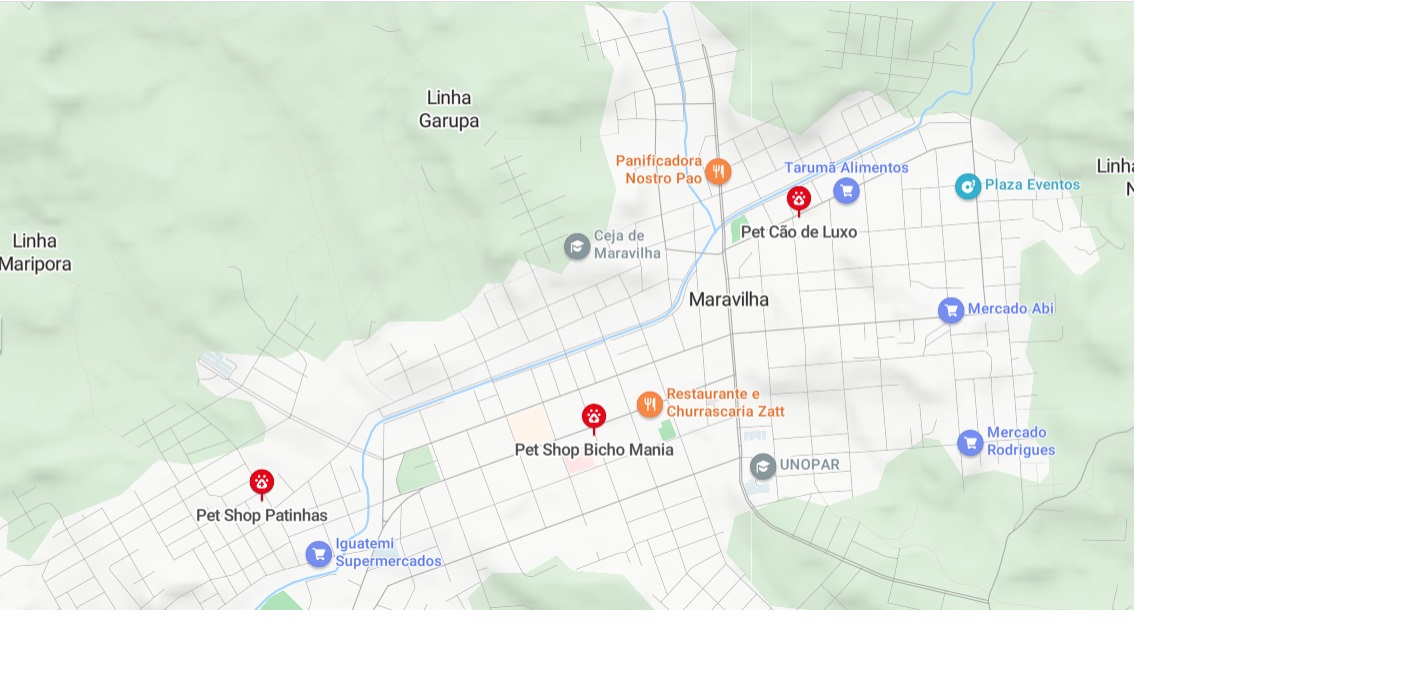 Linha
Garupa
Panificadora
Nostro Pao
Tarumã Alimentos
Linha
N
Plaza Eventos
Pet Cão de Luxo
Ceja de
Maravilha
Linha
Maripora
Maravilha
Mercado Abi
Restaurante e
Churrascaria Zatt
Pet Shop Bicho Mania
Mercado
Rodrigues
UNOPAR
Pet Shop Patinhas
Iguatemi
Supermercados